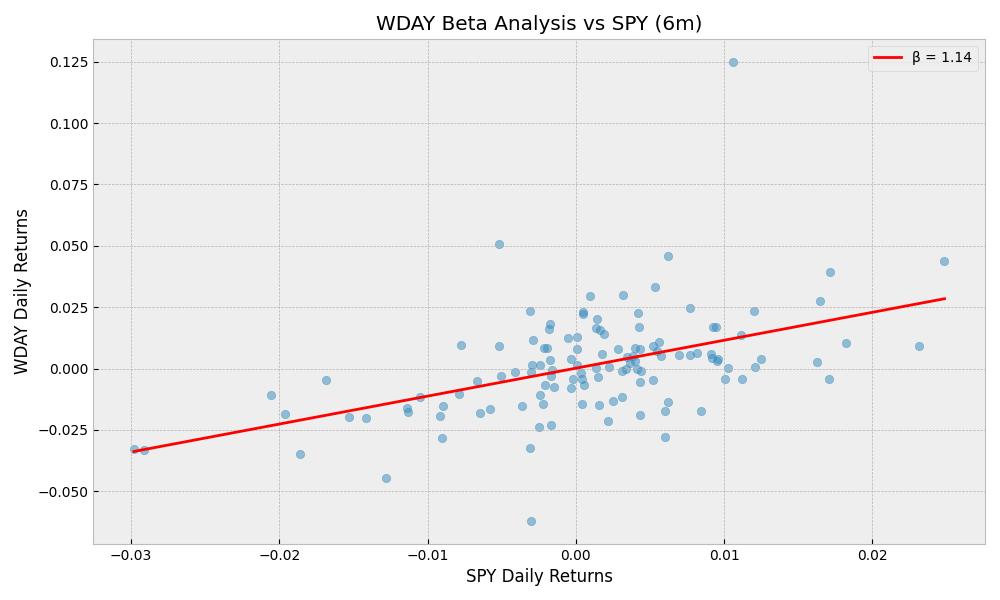 WDAY Beta Analysis vs SPY (6m)
β = 1.14
WDAY Daily Returns
0.125
0.100
0.075
0.050
0.025
0.000
−0.025
−0.050
−0.03 −0.02 −0.01 0.00 0.01 0.02
SPY Daily Returns